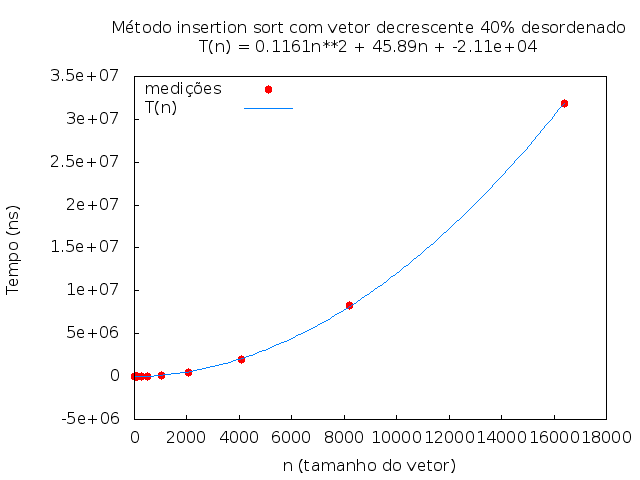 Método insertion sort com vetor decrescente 40% desordenado
T(n) = 0.1161n**2 + 45.89n + -2.11e+04
medições
T(n)
3.5e+07
3e+07
2.5e+07
2e+07
1.5e+07
1e+07
5e+06
0
-5e+06
Tempo (ns)
0 2000 4000 6000 8000 10000 12000 14000 16000 18000
n (tamanho do vetor)